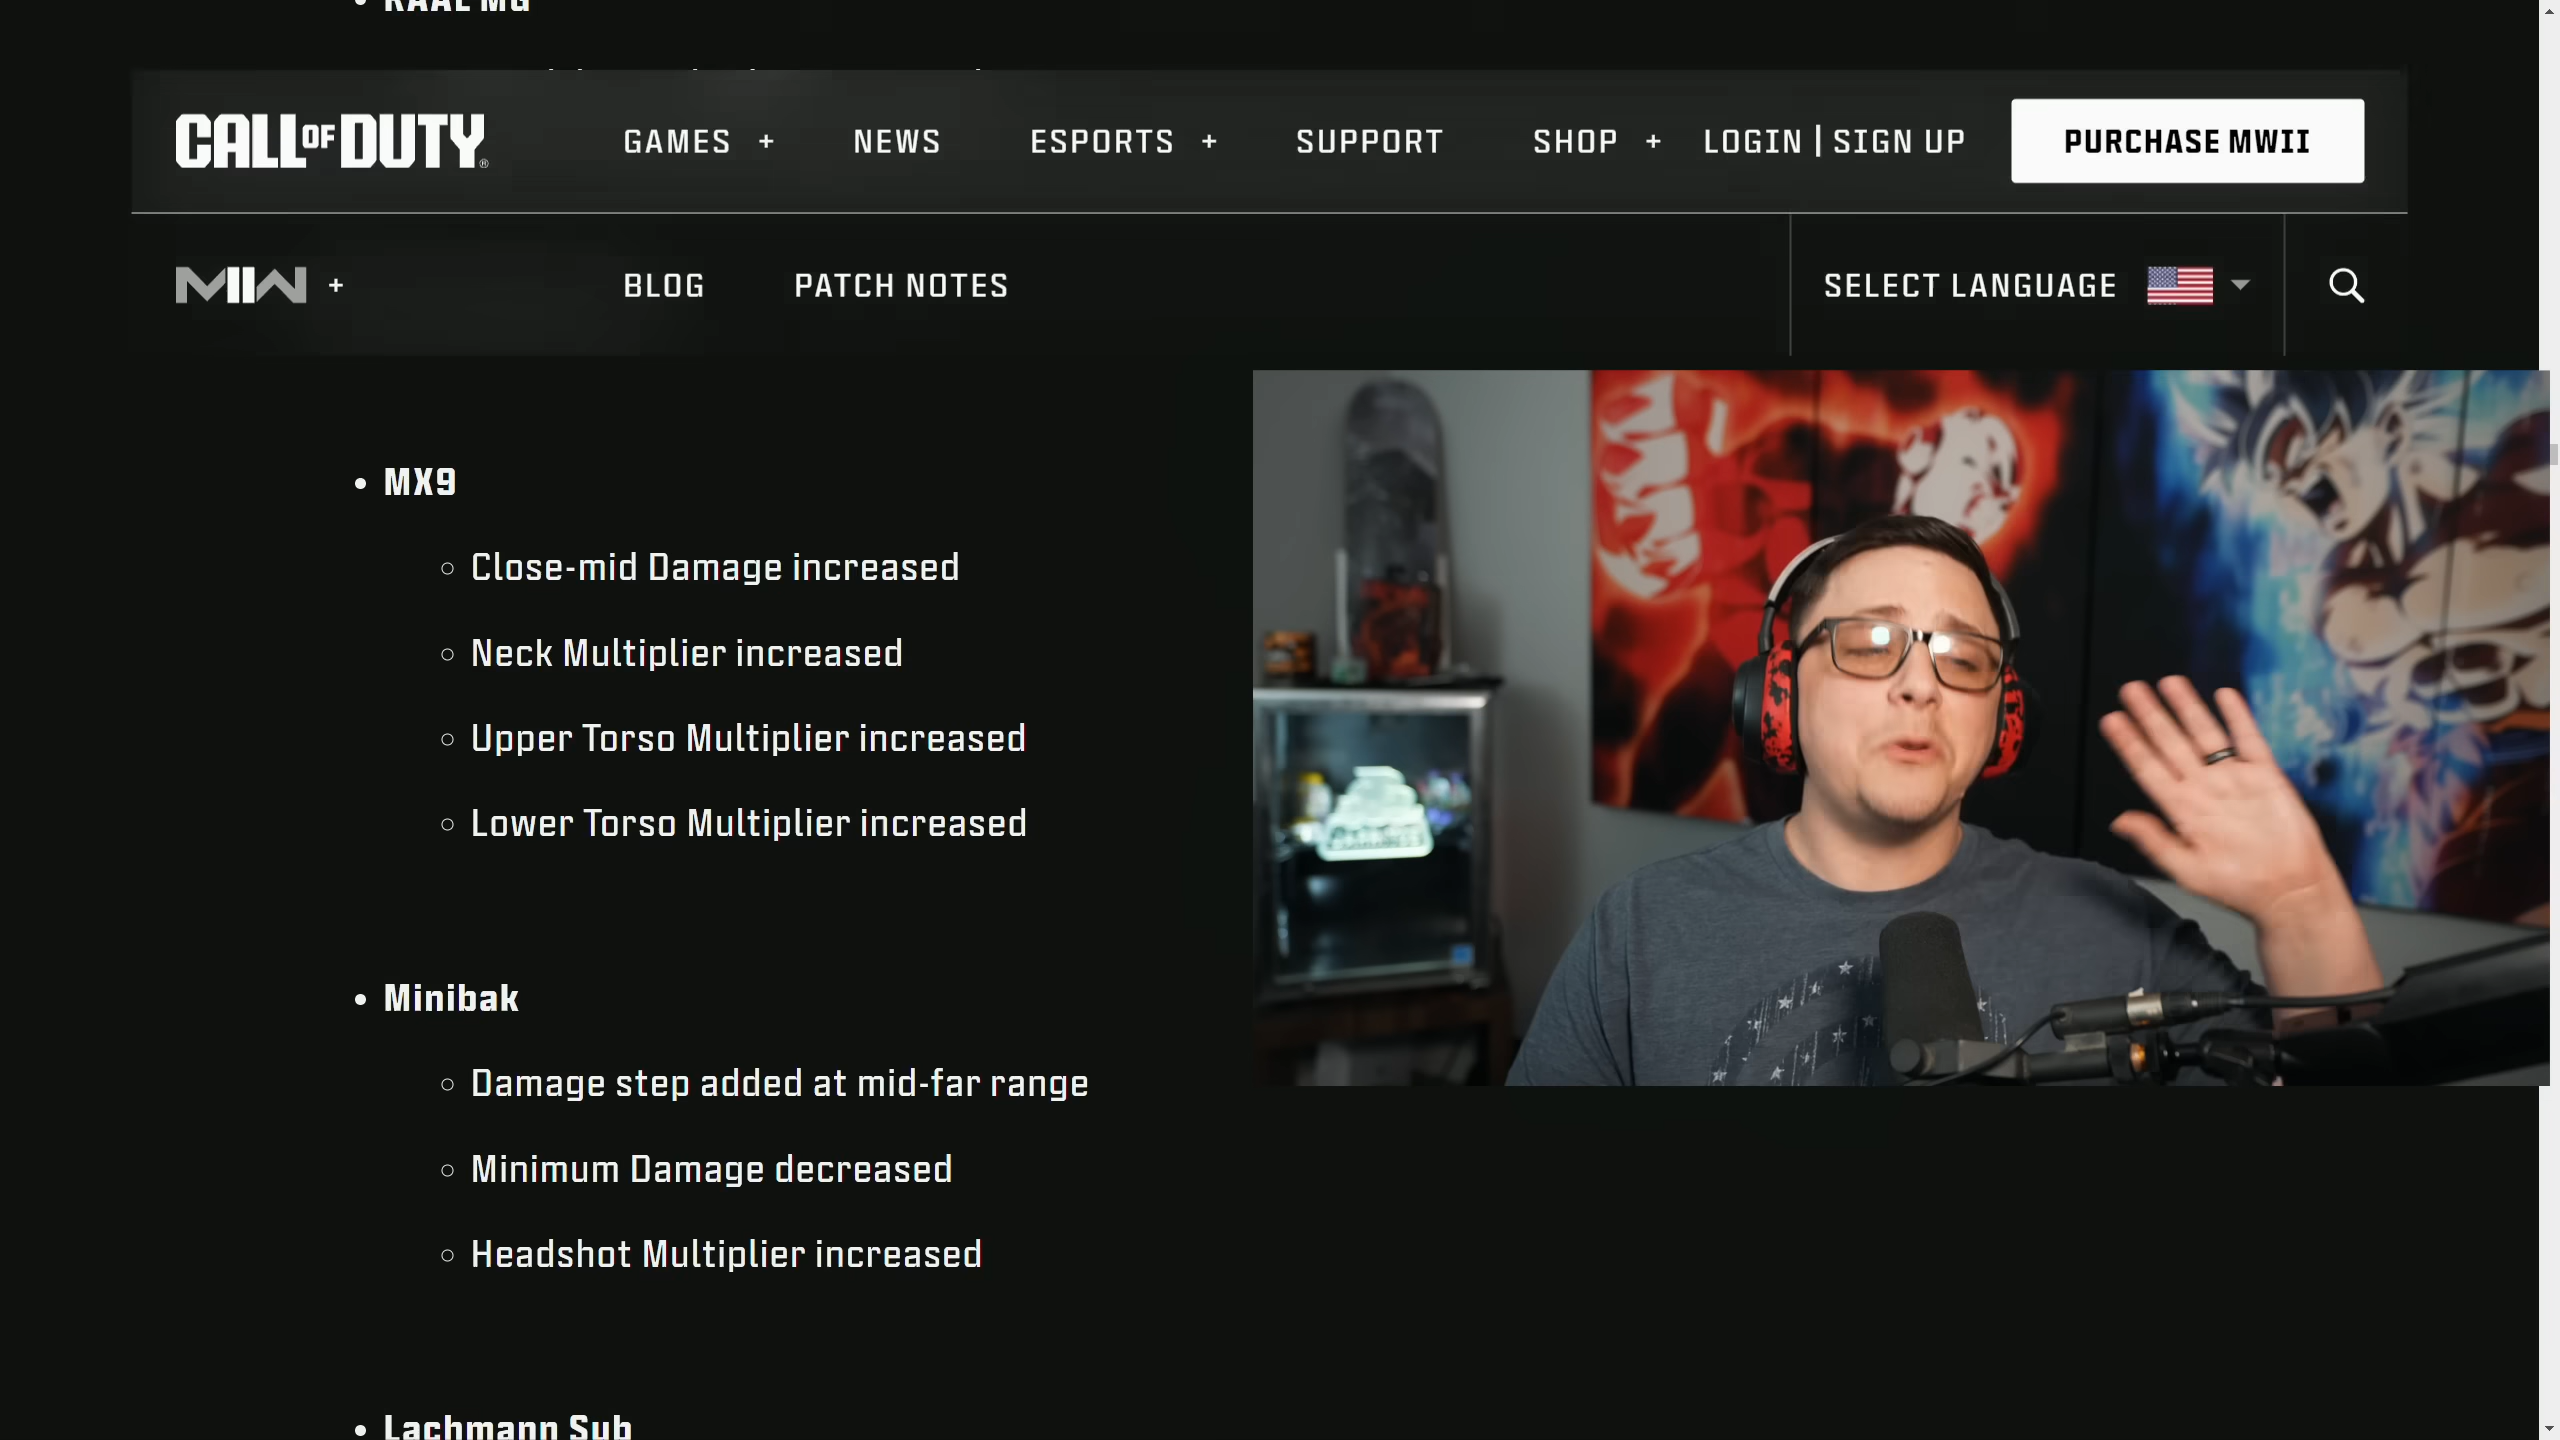 RAAL MG
CALL OF DUTY®
GAMES +
NEWS
ESPORTS +
SUPPORT
SHOP +
LOGIN | SIGN UP
PURCHASE MWII
MIIW +
BLOG
PATCH NOTES
SELECT LANGUAGE
• MX9
○ Close-mid Damage increased
○ Neck Multiplier increased
○ Upper Torso Multiplier increased
○ Lower Torso Multiplier increased
• Minibak
○ Damage step added at mid-far range
○ Minimum Damage decreased
○ Headshot Multiplier increased
• Lachmann Sub